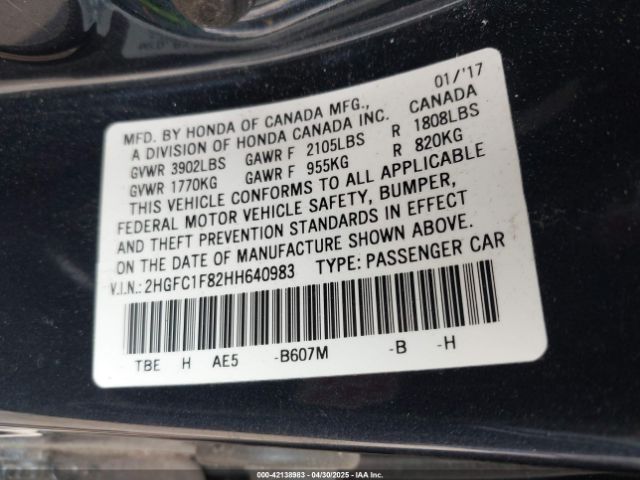 01/'17
MFD. BY HONDA OF CANADA MFG., CANADA
A DIVISION OF HONDA CANADA INC.
GVWR 3902LBS GAWR F 2105LBS R 1808LBS
GVWR 1770KG GAWR F 955KG R 820KG
THIS VEHICLE CONFORMS TO ALL APPLICABLE
FEDERAL MOTOR VEHICLE SAFETY, BUMPER,
AND THEFT PREVENTION STANDARDS IN EFFECT
ON THE DATE OF MANUFACTURE SHOWN ABOVE.
V.I.N.: 2HGFC1F82HH640983 TYPE: PASSENGER CAR
TBE H AE5 -B607M -B -H
000-42138983 - 04/30/2025 - IAA Inc.